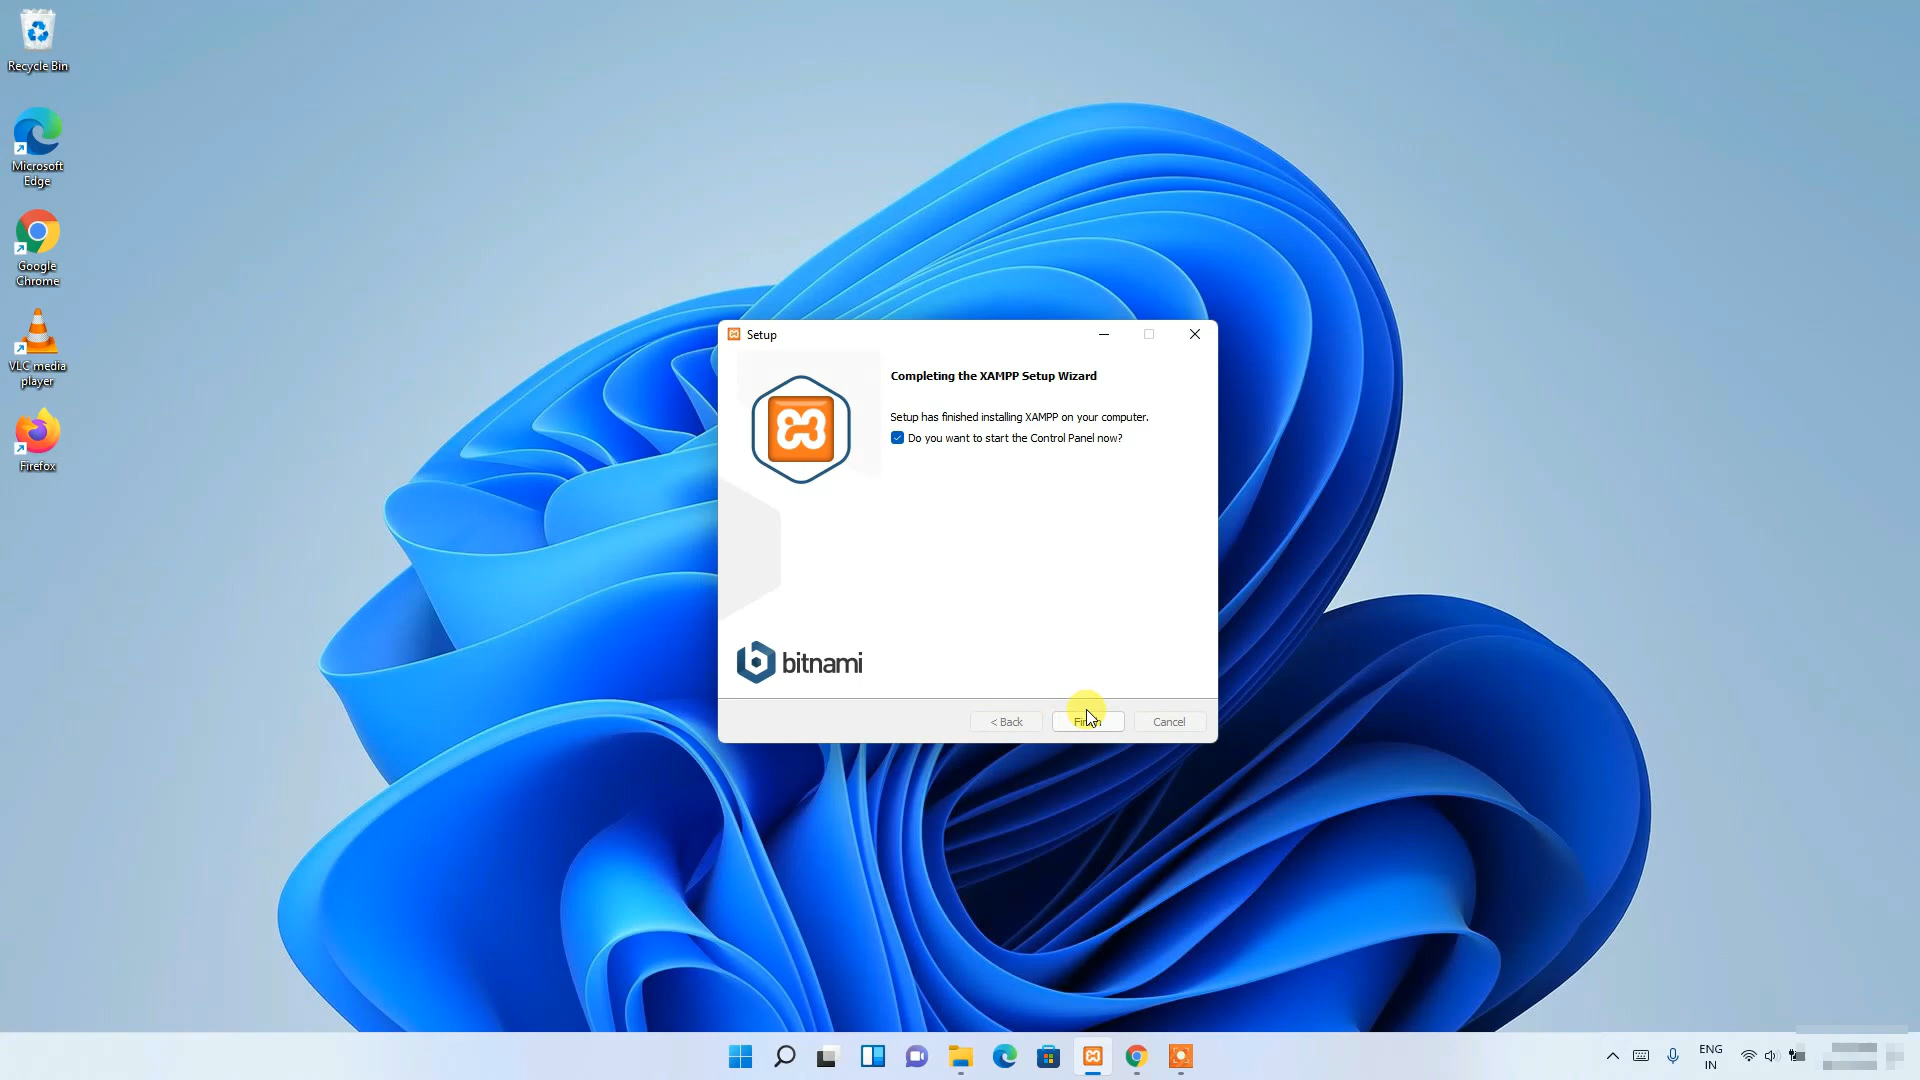 Recycle Bin
Microsoft
Edge
Google
Chrome
VLC media
player
Firefox
Setup
Completing the XAMPP Setup Wizard
Setup has finished installing XAMPP on your computer.
Do you want to start the Control Panel now?
bitnami
< Back
Cancel
ENG
IN